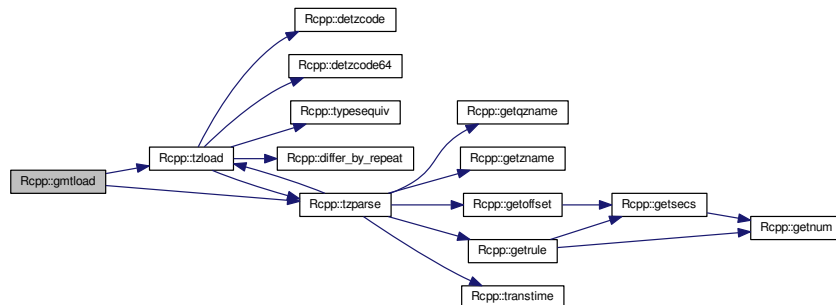 Rcpp::detzcode
Rcpp::detzcode64
Rcpp::typesequiv
Rcpp::getqzname
Rcpp::tzload
Rcpp::differ_by_repeat
Rcpp::getzname
Rcpp::gmtload
Rcpp::tzparse
Rcpp::getoffset
Rcpp::getsecs
Rcpp::getnum
Rcpp::getrule
Rcpp::transtime